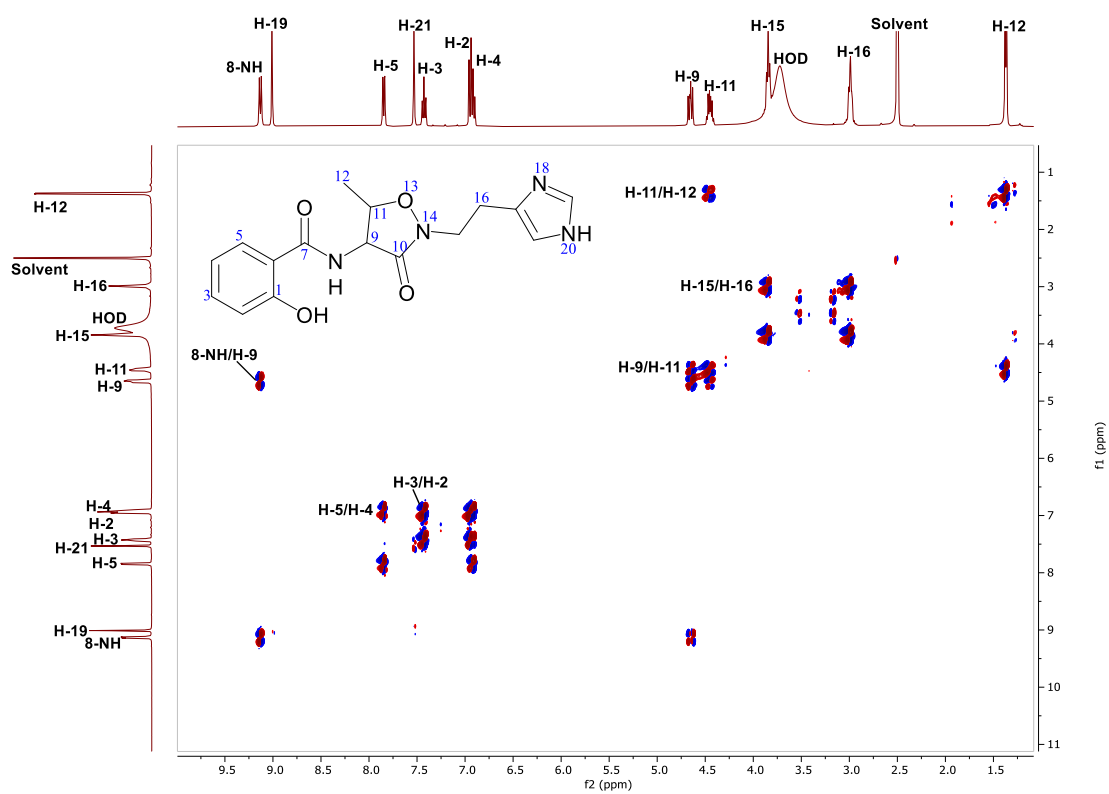 H-19 H-21 H-15 Solvent H-12
H-2
8-NH H-5 H-3 H-4 H-9 H-11 HOD H-16
H-12
Solvent
H-16
HOD
H-15
H-11
H-9
H-4
H-2
H-3
H-21
H-5
H-19
8-NH
12 O 13 16 N 18
O 11 N 14
5 7 9 10 NH 20
N
H O
3 1 OH
H-11/H-12
H-15/H-16
8-NH/H-9 H-9/H-11
H-3/H-2
H-5/H-4
1
2
3
4
5
6
7
8
9
10
11
f1 (ppm)
9.5 9.0 8.5 8.0 7.5 7.0 6.5 6.0 5.5 5.0 4.5 4.0 3.5 3.0 2.5 2.0 1.5
f2 (ppm)